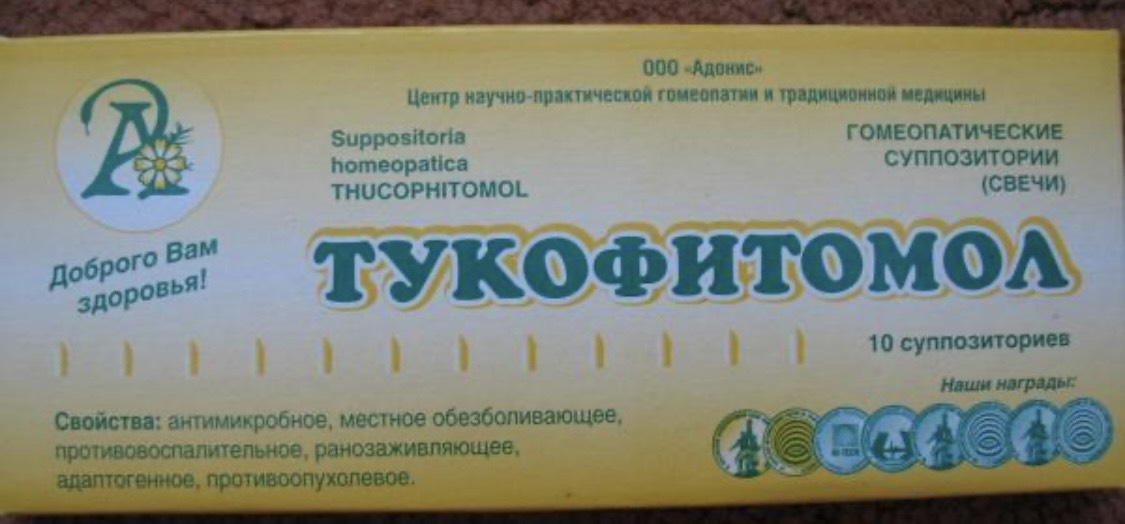 ООО «Адонис»
Центр научно-практической гомеопатии и традиционной медицины
Suppositoria
homeopatica
THUCOPHITOMOL
ГОМЕОПАТИЧЕСКИЕ
СУППОЗИТОРИИ
(СВЕЧИ)
А
Доброго Вам
здоровья!
ТУКОФИТОМОЛ
10 суппозиториев
Наши награды:
Свойства: антимикробное, местное обезболивающее,
противовоспалительное, ранозаживляющее,
адаптогенное, противоопухолевое.